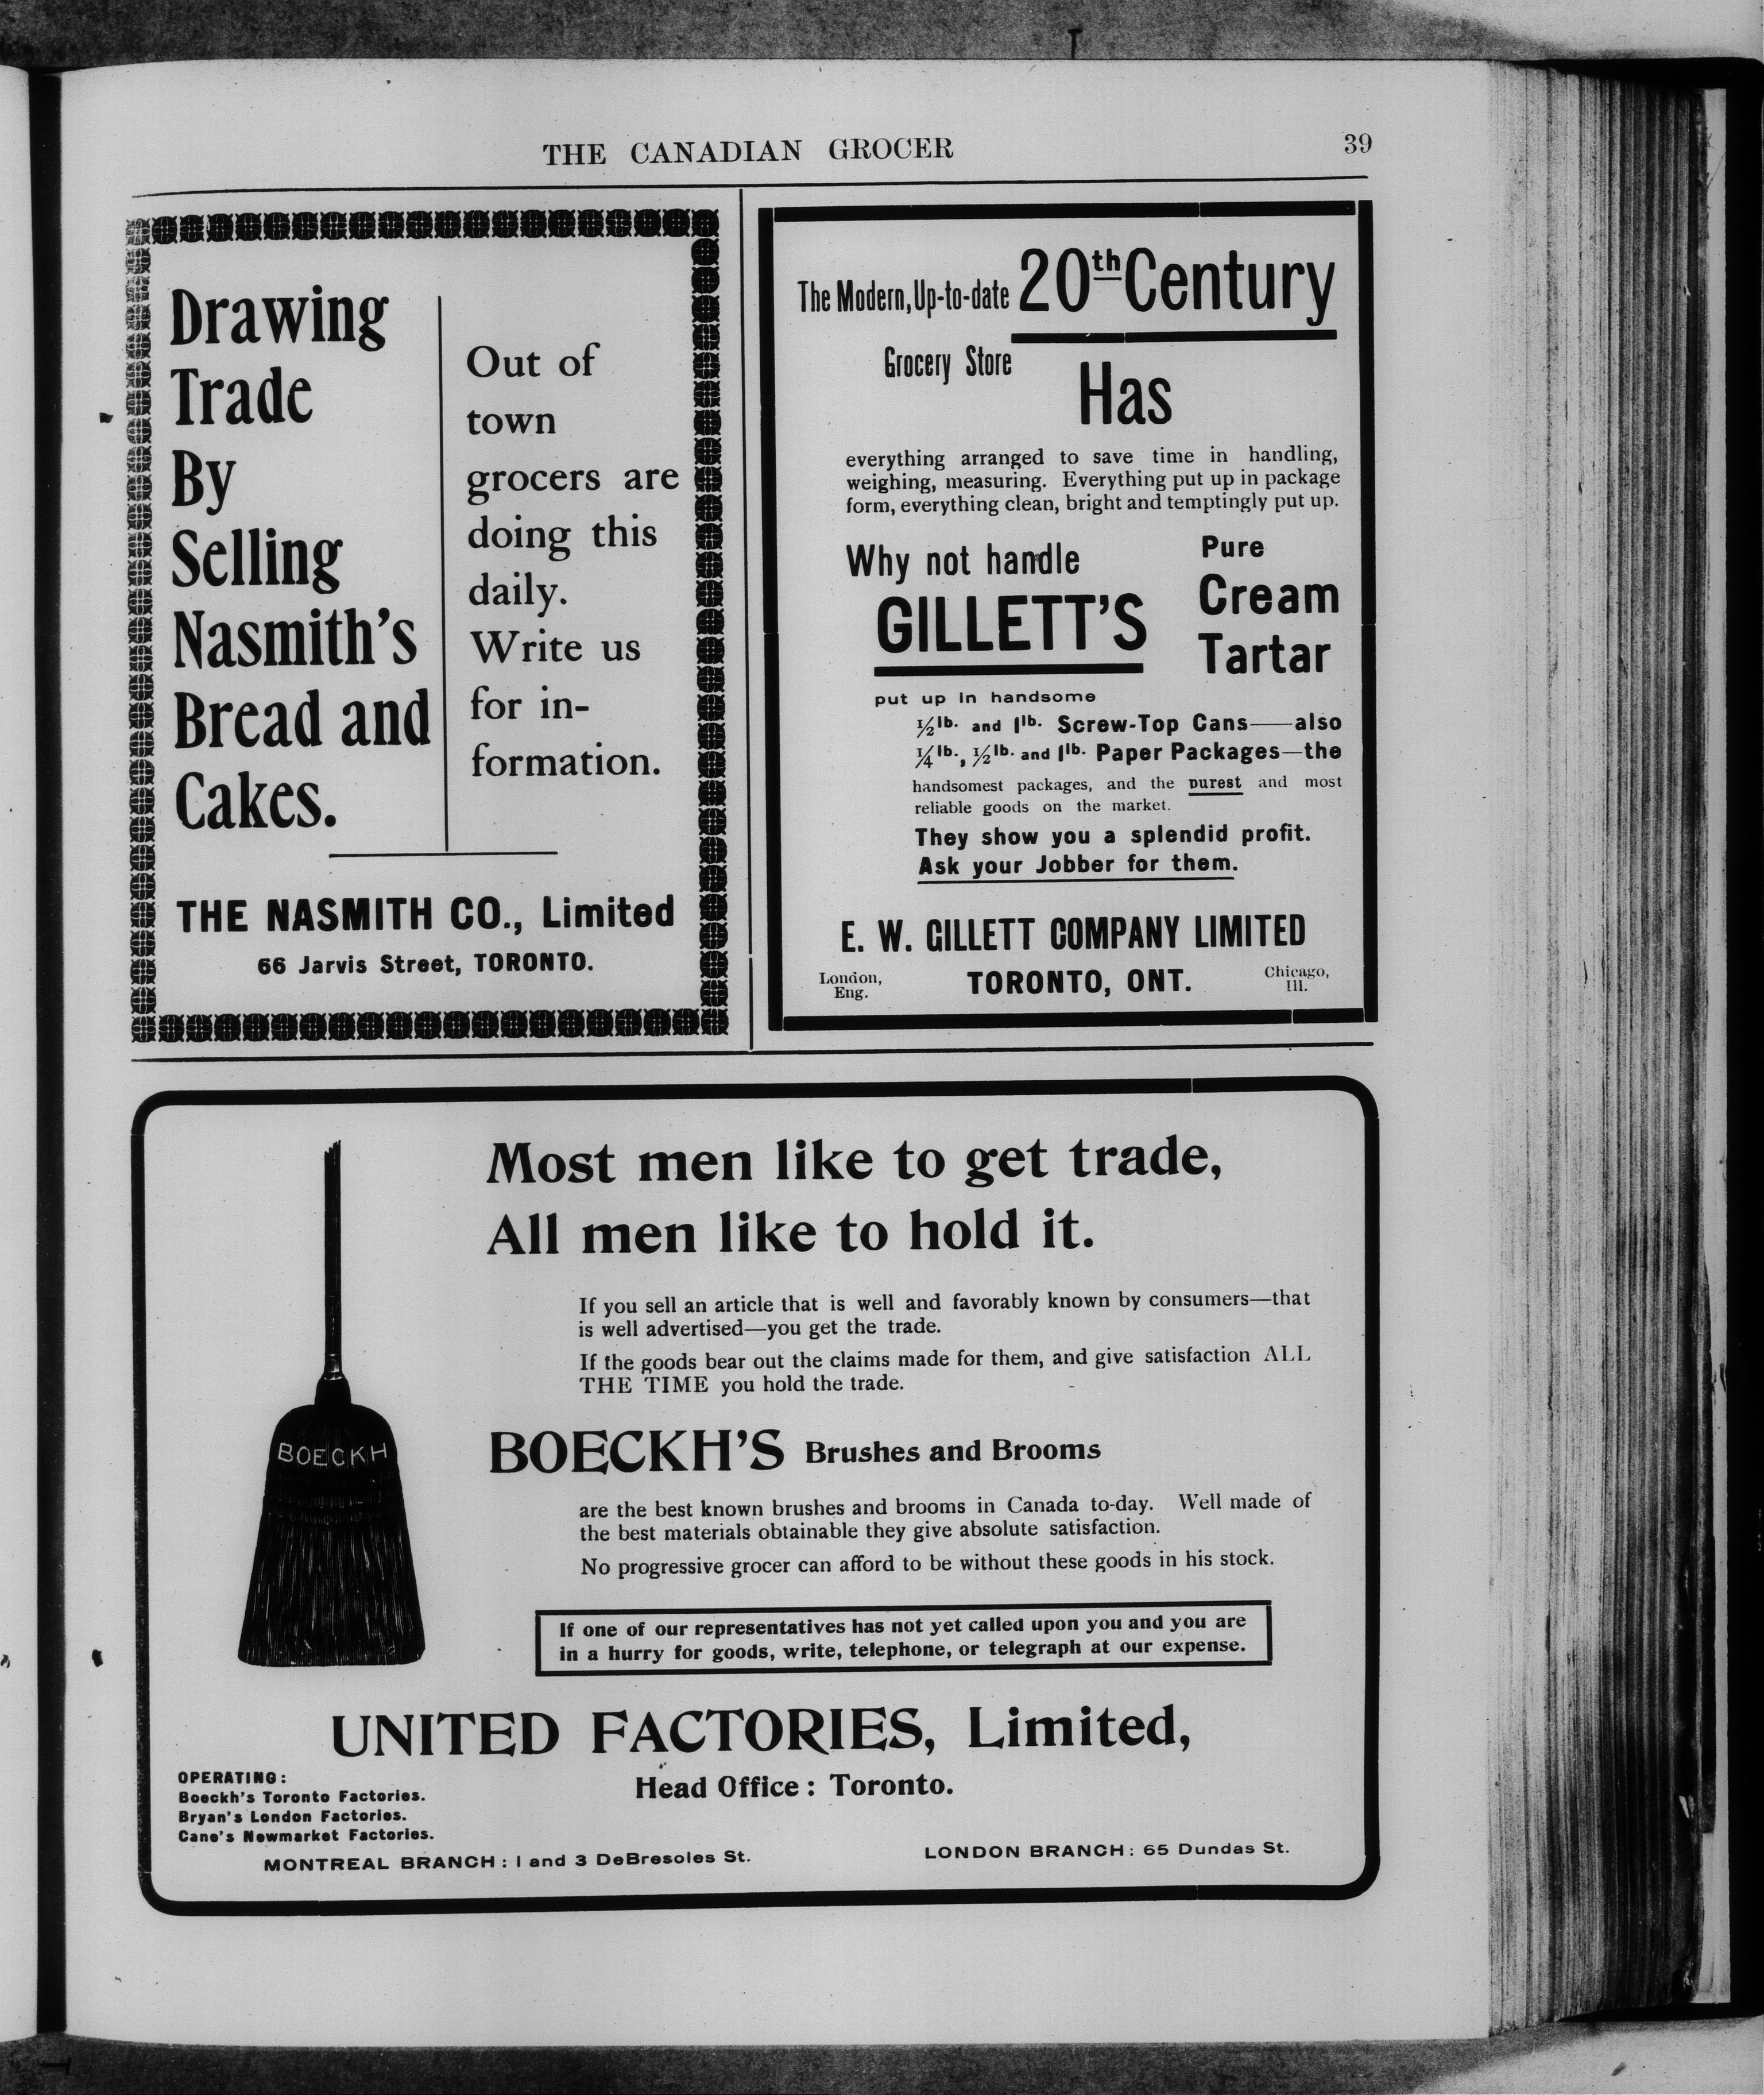 THE CANADIAN GROCER
39
Drawing
Trade
By
Selling
Nasmith's
Bread and
Cakes.
Out of
town
grocers are
doing this
daily.
Write us
for in-
formation.
THE NASMITH CO., Limited
66 Jarvis Street, TORONTO.
The Modern, Up-to-date 20th Century
Grocery Store
Has
everything arranged to save time in handling,
weighing, measuring. Everything put up in package
form, everything clean, bright and temptingly put up.
Why not handle
GILLETT'S
Pure
Cream
Tartar
put up in handsome
½lb. and 1lb. Screw-Top Cans—also
¼lb., ½lb. and 1lb. Paper Packages—the
handsomest packages, and the purest and most
reliable goods on the market.
They show you a splendid profit.
Ask your Jobber for them.
E. W. GILLETT COMPANY LIMITED
London,
Eng.
TORONTO, ONT.
Chicago,
Ill.
Most men like to get trade,
All men like to hold it.
If you sell an article that is well and favorably known by consumers—that
is well advertised—you get the trade.
If the goods bear out the claims made for them, and give satisfaction ALL
THE TIME you hold the trade.
BOECKH
BOECKH'S Brushes and Brooms
are the best known brushes and brooms in Canada to-day. Well made of
the best materials obtainable they give absolute satisfaction.
No progressive grocer can afford to be without these goods in his stock.
If one of our representatives has not yet called upon you and you are
in a hurry for goods, write, telephone, or telegraph at our expense.
UNITED FACTORIES, Limited,
Head Office: Toronto.
OPERATING:
Boeckh's Toronto Factories.
Bryan's London Factories.
Cane's Newmarket Factories.
MONTREAL BRANCH: 1 and 3 DeBresoles St.
LONDON BRANCH: 65 Dundas St.